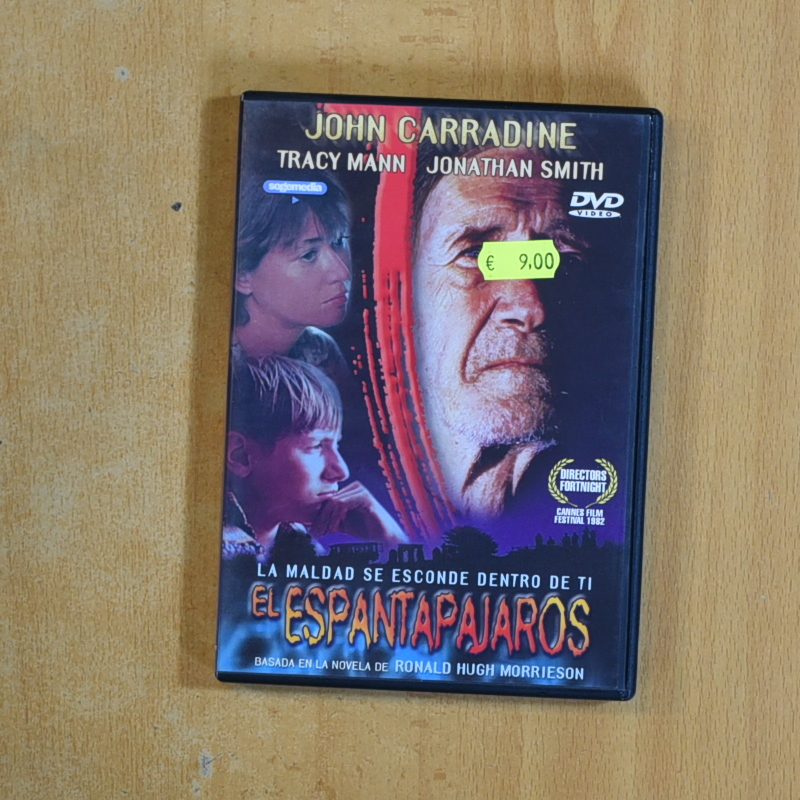 JOHN CARRADINE
TRACY MANN JONATHAN SMITH
sogemedia
DVD
VIDEO
€ 9,00
DIRECTORS
FORTNIGHT
CANNES FILM
FESTIVAL 1982
LA MALDAD SE ESCONDE DENTRO DE TI
EL ESPANTAPAJAROS
BASADA EN LA NOVELA DE RONALD HUGH MORRIESON